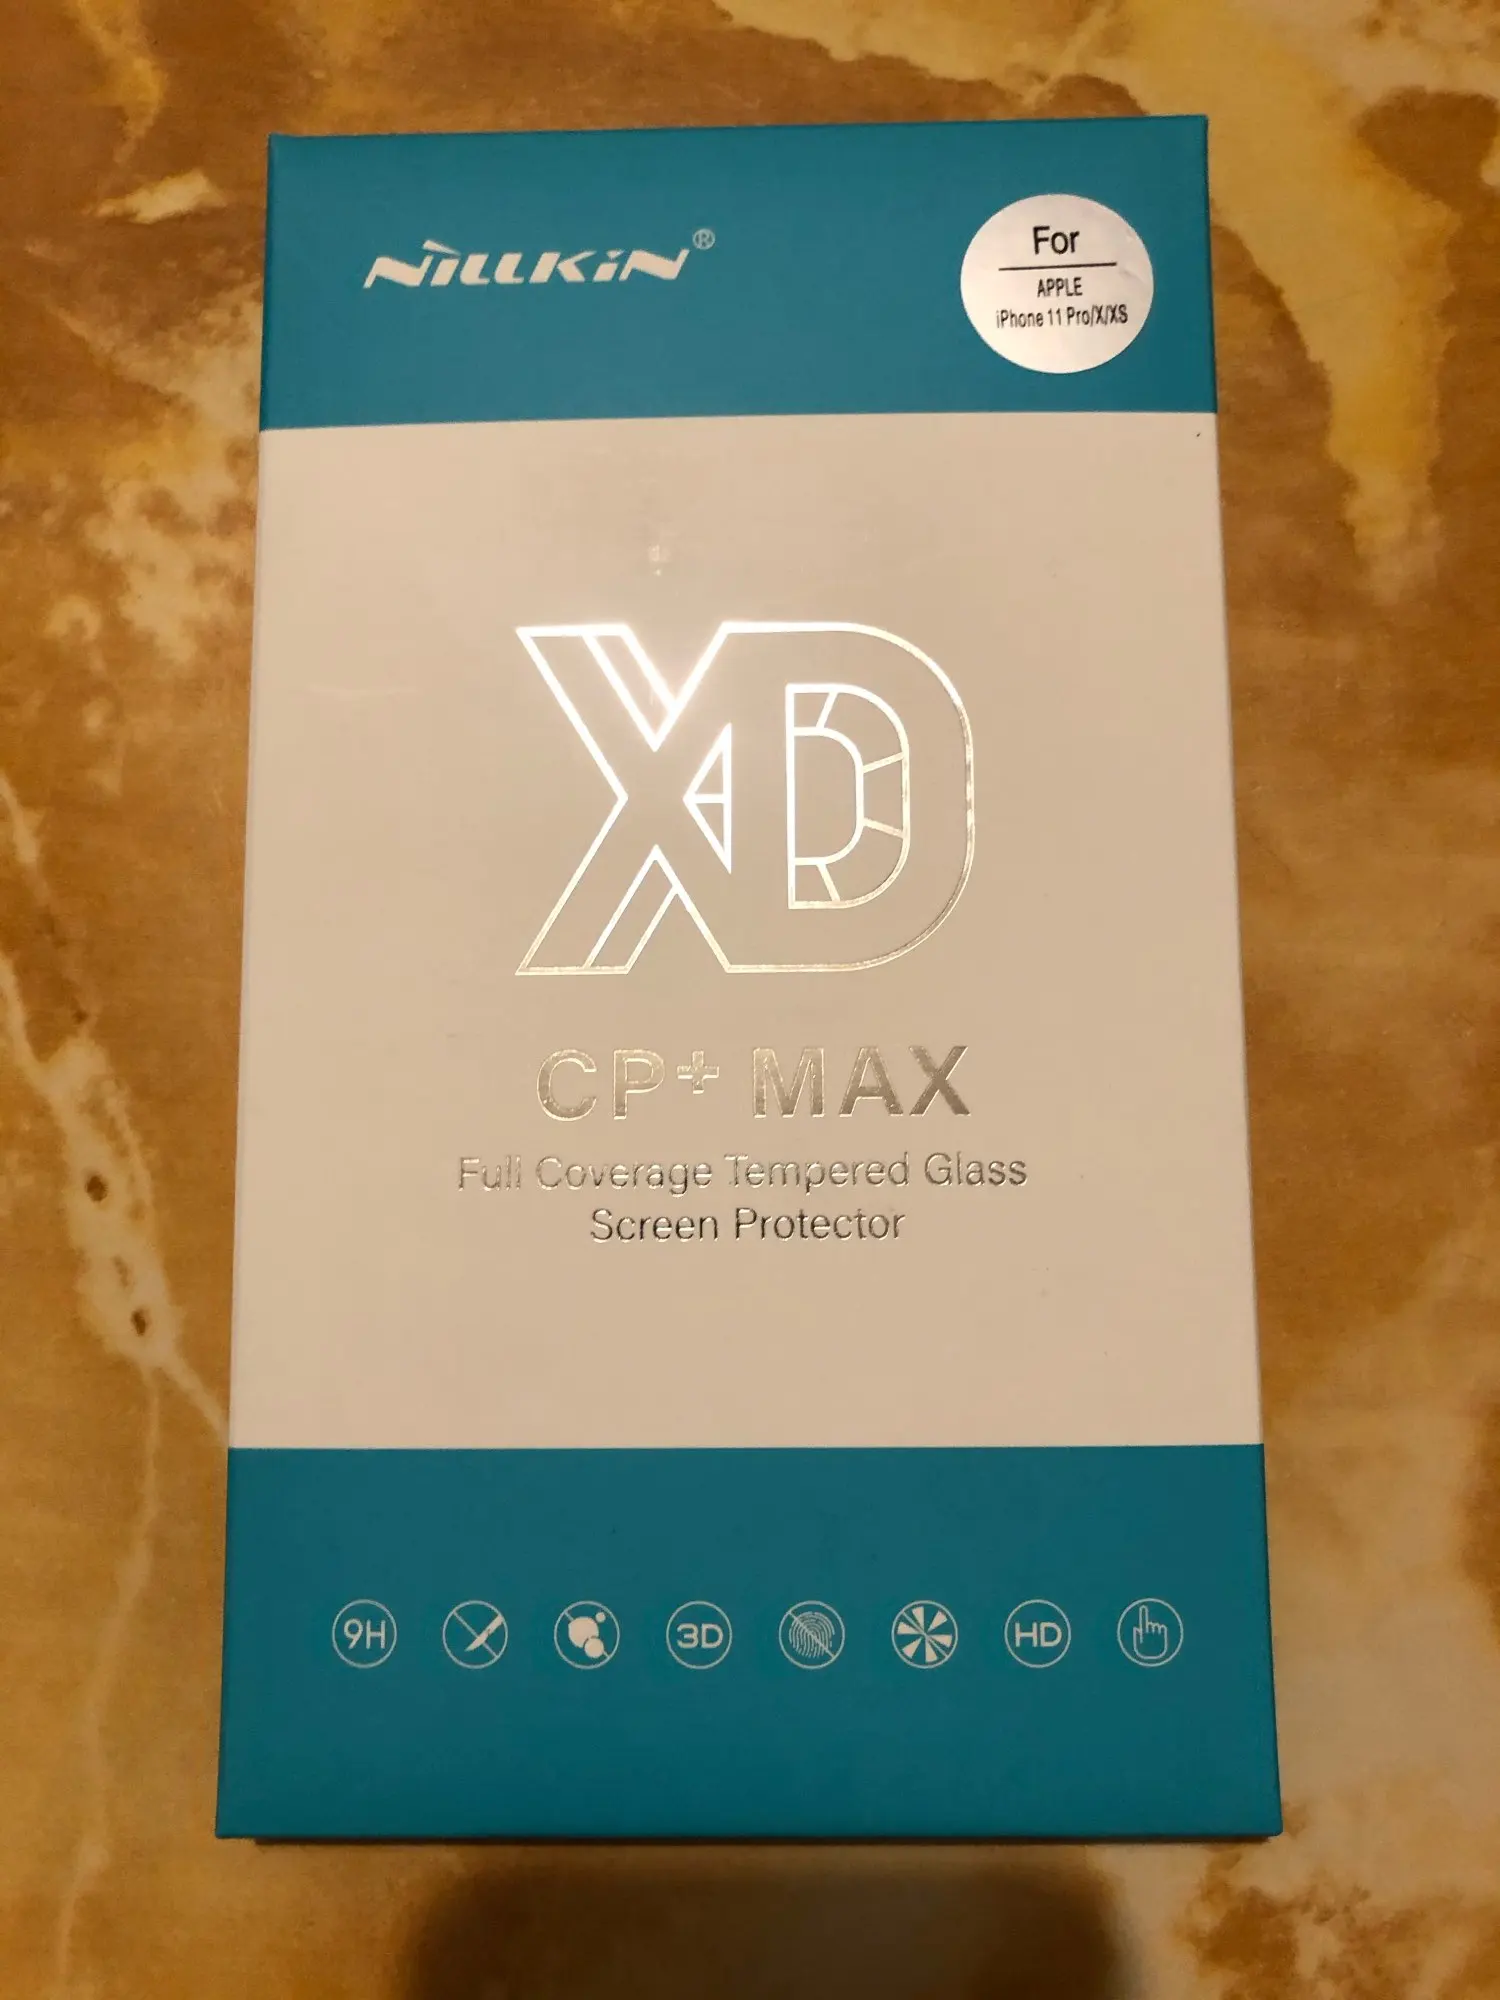 NILLKIN®
For
APPLE
iPhone 11 Pro/X/XS
XD
CP+ MAX
Full Coverage Tempered Glass
Screen Protector
9H
3D
HD